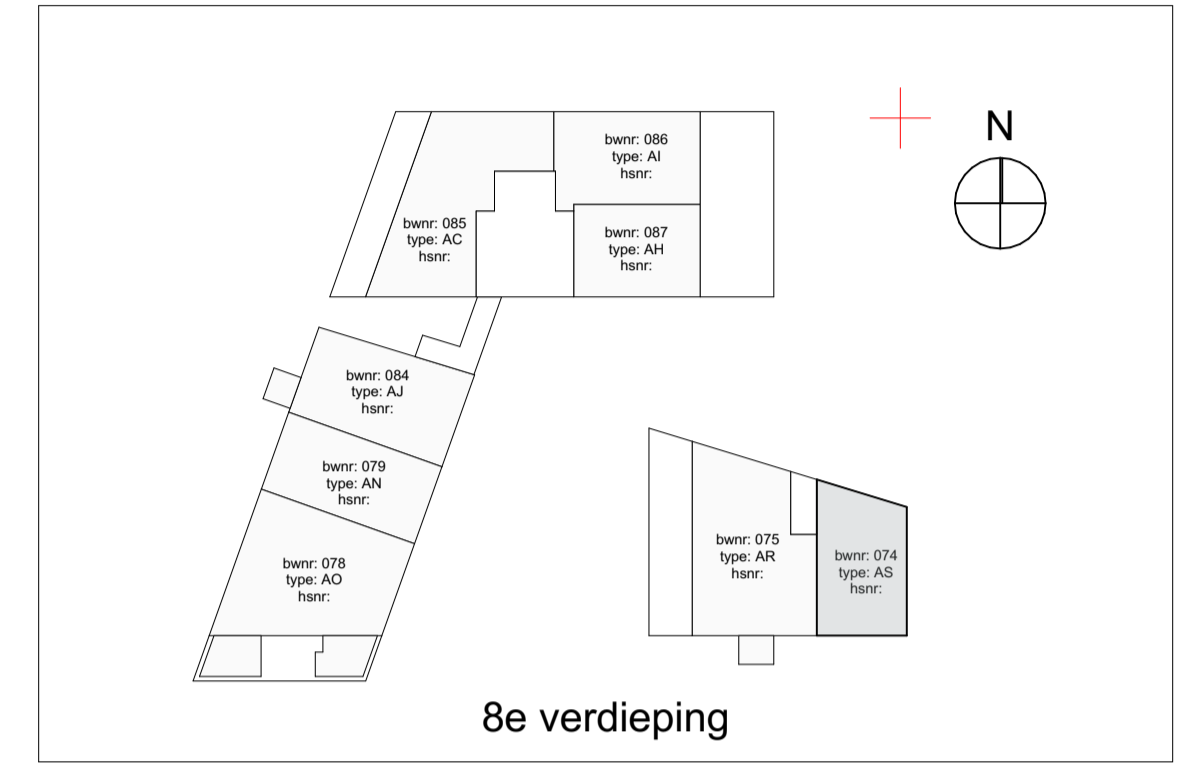 N
bwnr: 086
type: AI
hsnr:
bwnr: 085
type: AC
hsnr:
bwnr: 087
type: AH
hsnr:
bwnr: 084
type: AJ
hsnr:
bwnr: 079
type: AN
hsnr:
bwnr: 078
type: AO
hsnr:
bwnr: 075
type: AR
hsnr:
bwnr: 074
type: AS
hsnr:
8e verdieping